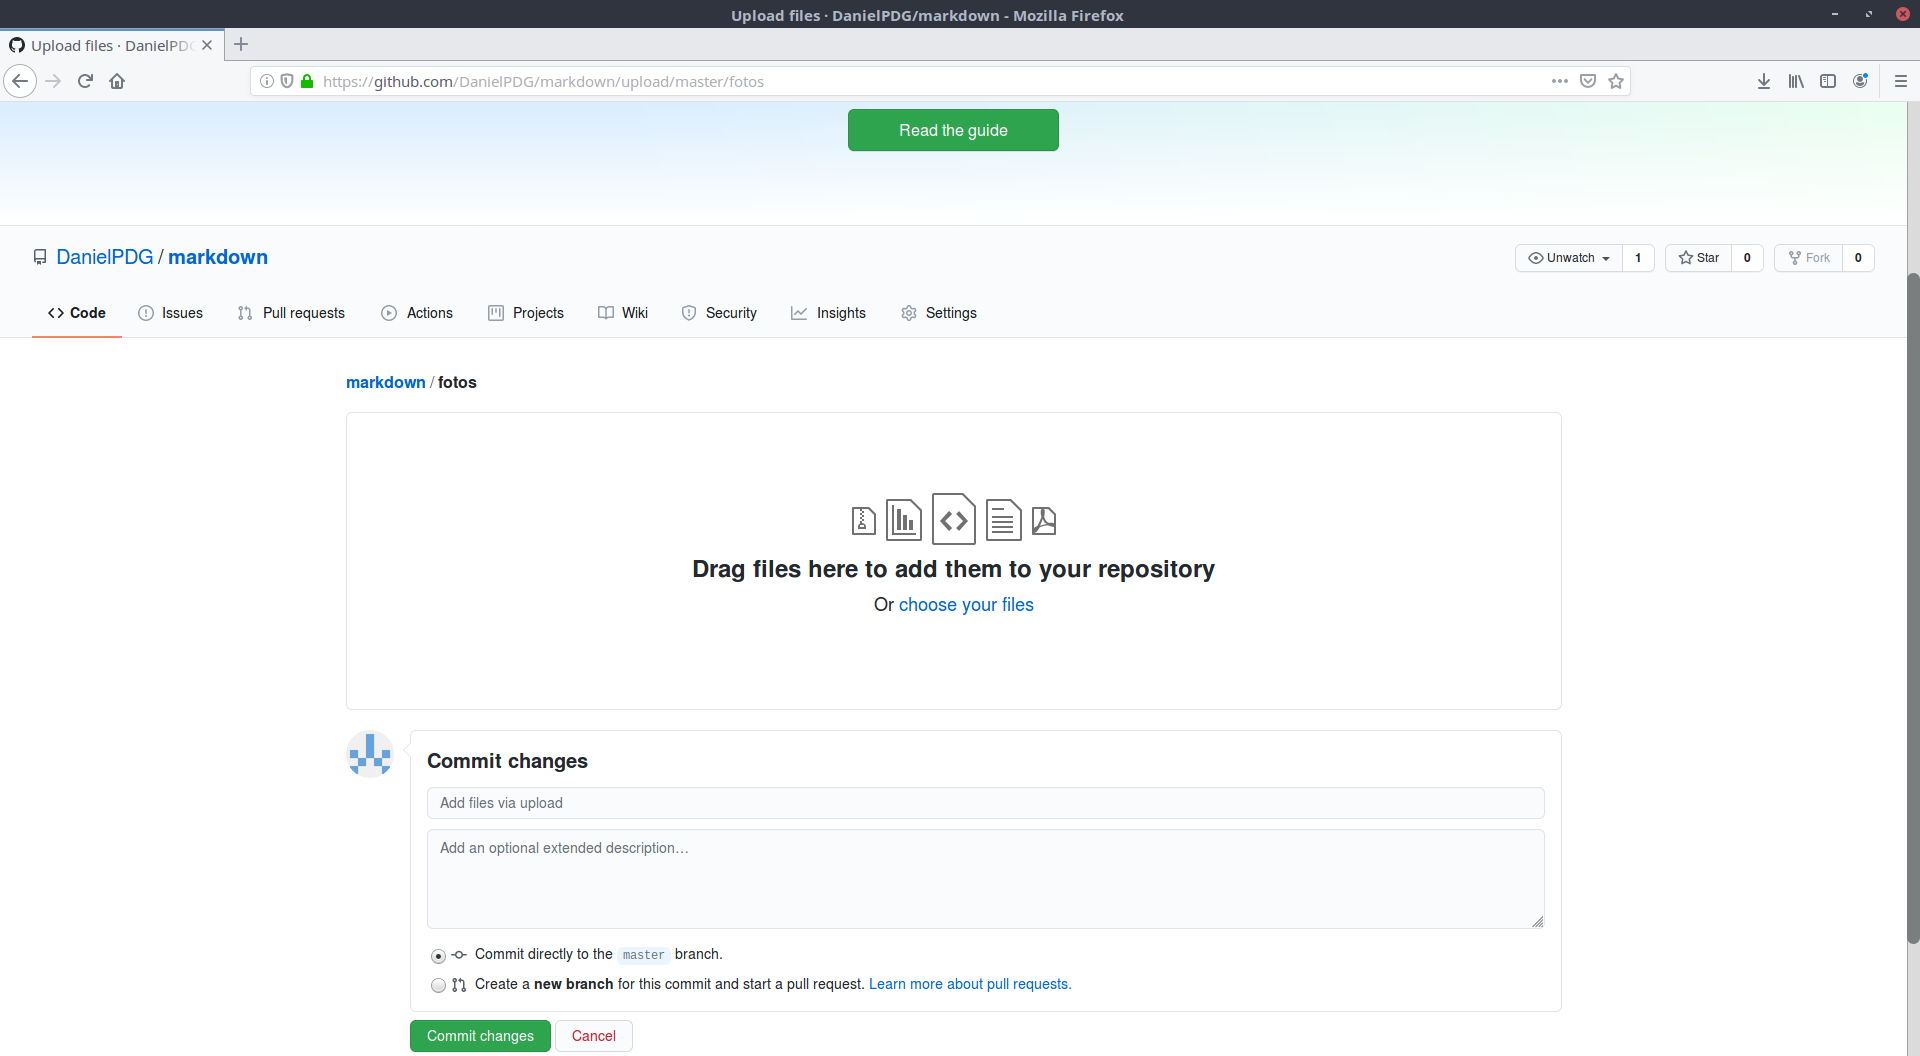 Upload files · DanielPDG/markdown - Mozilla Firefox
Upload files · DanielPDG
https://github.com/DanielPDG/markdown/upload/master/fotos
Read the guide
DanielPDG / markdown
Unwatch 1 Star 0 Fork 0
Code Issues Pull requests Actions Projects Wiki Security Insights Settings
markdown / fotos
Drag files here to add them to your repository
Or choose your files
Commit changes
Add files via upload
Add an optional extended description…
Commit directly to the master branch.
Create a new branch for this commit and start a pull request. Learn more about pull requests.
Commit changes Cancel